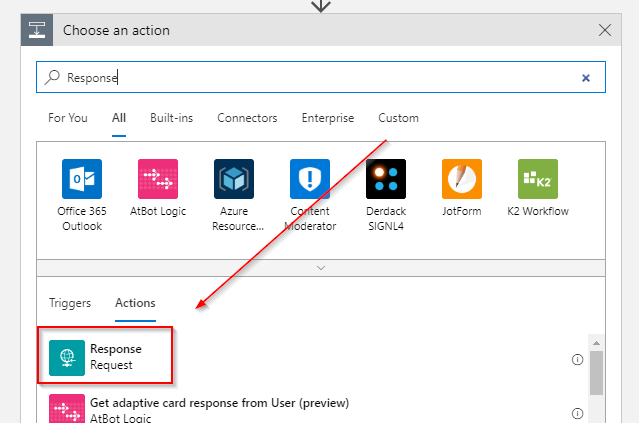 Choose an action
Response
For You All Built-ins Connectors Enterprise Custom
Office 365 Outlook
AtBot Logic
Azure Resource...
Content Moderator
Derdack SIGNL4
JotForm
K2 Workflow
Triggers Actions
Response
Request
Get adaptive card response from User (preview)
AtBot Logic